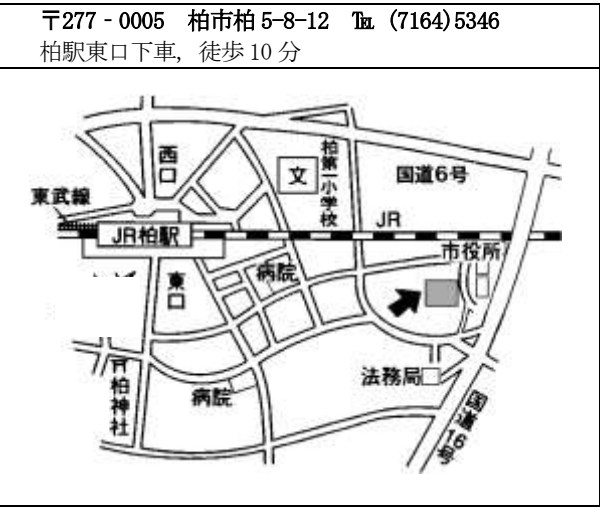 〒277‐0005　柏市柏5-8-12　℡ (7164)5346
柏駅東口下車, 徒歩10分
西口
文
柏第一小学校
国道6号
東武線
JR
JR柏駅
市役所
病院
東口
法務局
病院
柏神社
国道16号